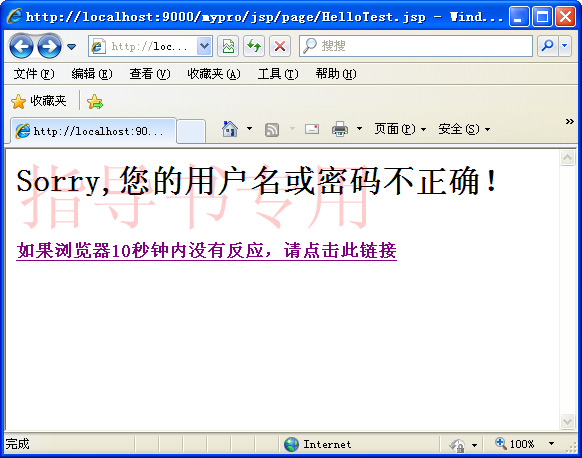 http://localhost:9000/mypro/jsp/page/HelloTest.jsp - Wind...
http://loc...
搜搜
文件(F) 编辑(E) 查看(V) 收藏夹(A) 工具(T) 帮助(H)
收藏夹
http://localhost:90... 页面(P) 安全(S) »
指导书专用
Sorry,您的用户名或密码不正确！
如果浏览器10秒钟内没有反应，请点击此链接
完成 Internet 100%